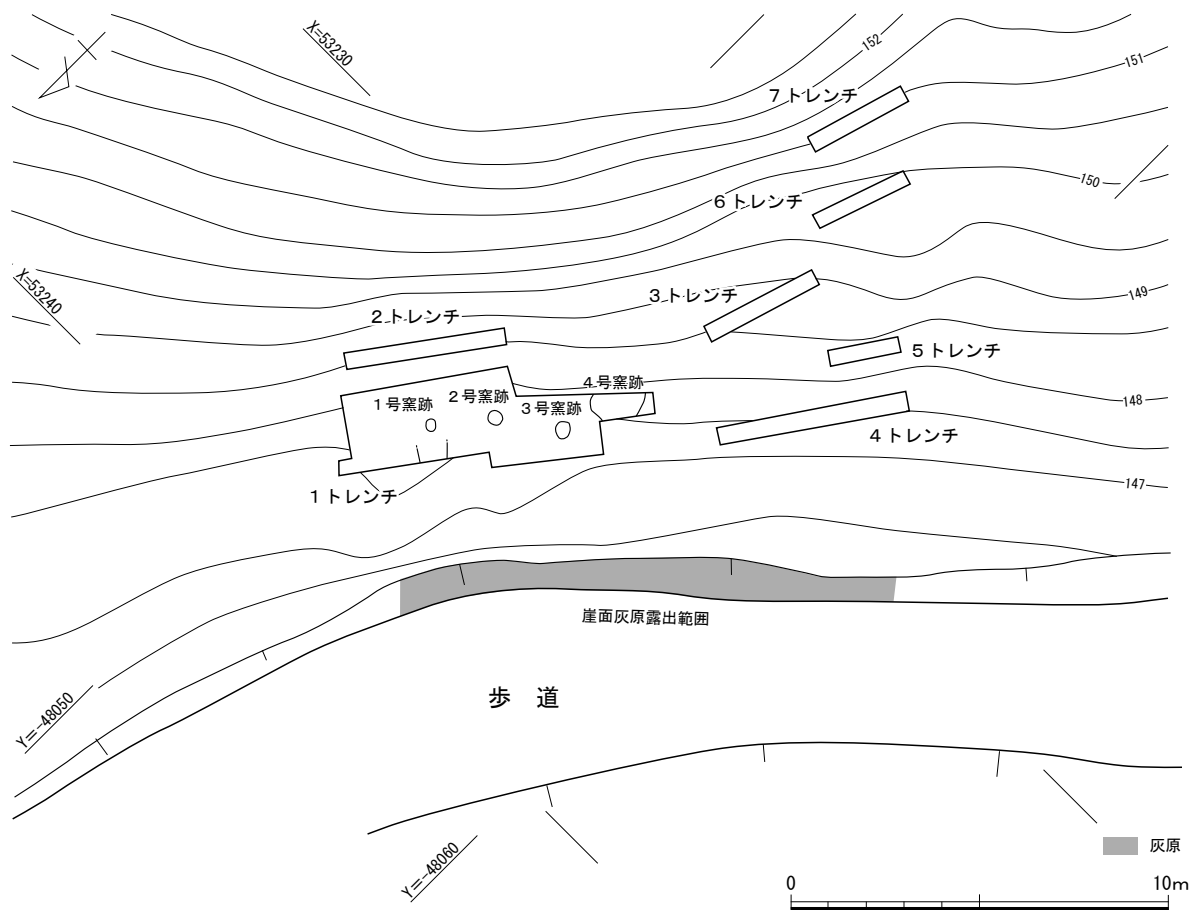 X=53230
152
151
7トレンチ
150
6トレンチ
X=53240
3トレンチ
149
2トレンチ
5トレンチ
4号窯跡
1号窯跡
2号窯跡
3号窯跡
148
4トレンチ
1トレンチ
147
崖面灰原露出範囲
歩 道
Y=-48050
灰原
Y=-48060
0
10m